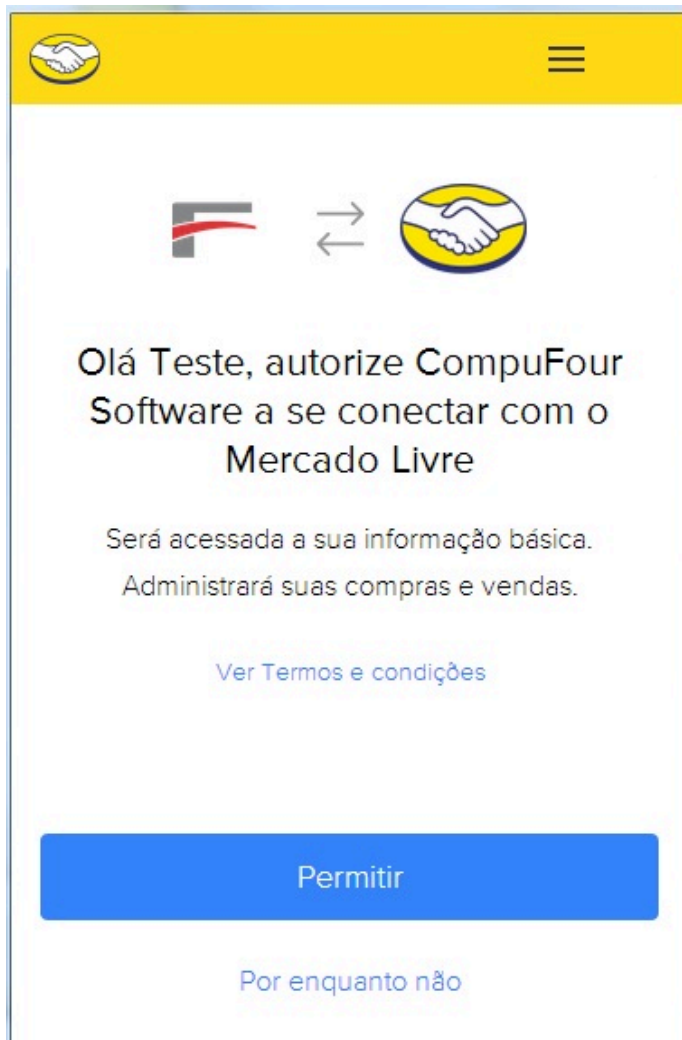 Olá Teste, autorize CompuFour
Software a se conectar com o
Mercado Livre
Será acessada a sua informação básica.
Administrará suas compras e vendas.
Ver Termos e condições
Permitir
Por enquanto não